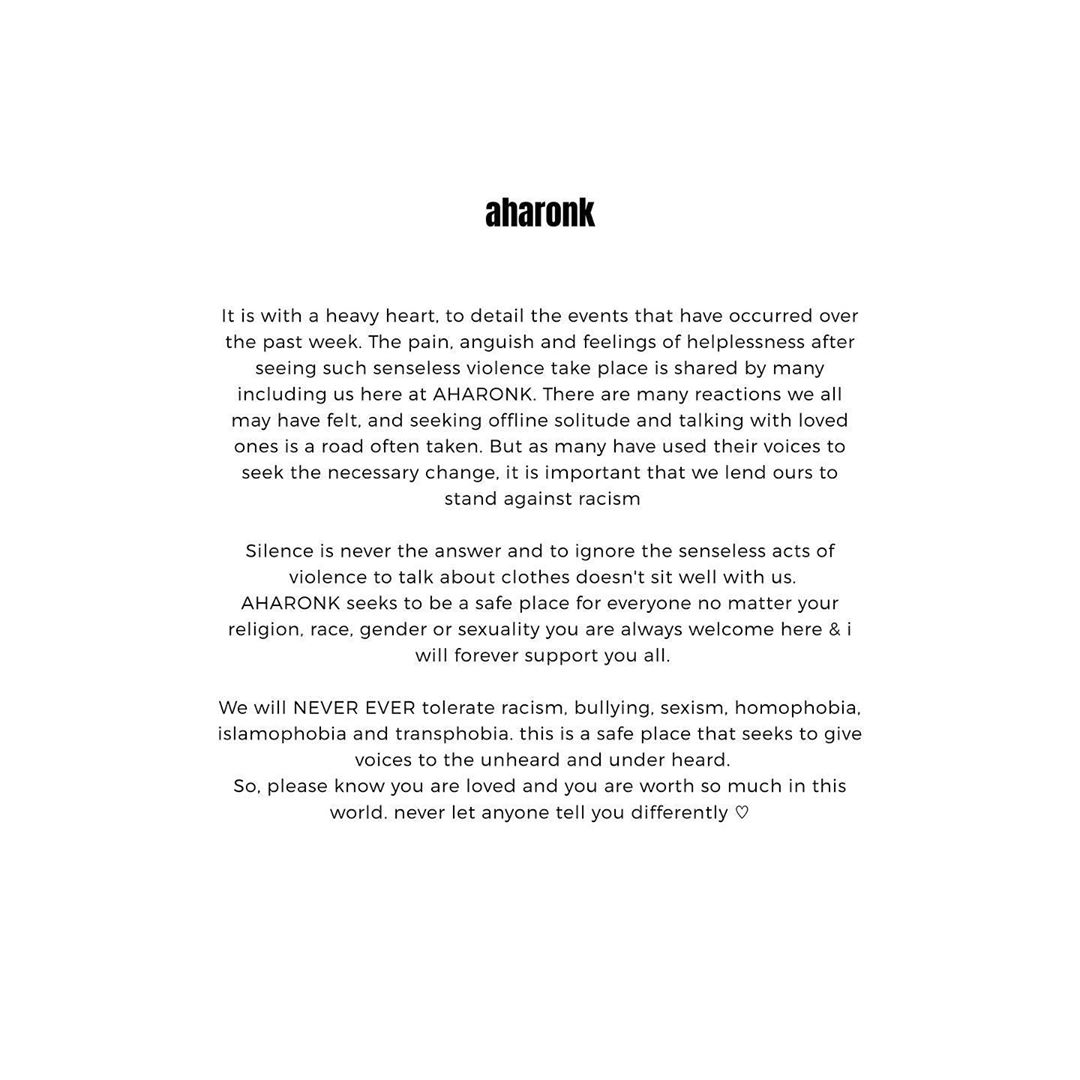 aharonk
It is with a heavy heart, to detail the events that have occurred over
the past week. The pain, anguish and feelings of helplessness after
seeing such senseless violence take place is shared by many
including us here at AHARONK. There are many reactions we all
may have felt, and seeking offline solitude and talking with loved
ones is a road often taken. But as many have used their voices to
seek the necessary change, it is important that we lend ours to
stand against racism
Silence is never the answer and to ignore the senseless acts of
violence to talk about clothes doesn't sit well with us.
AHARONK seeks to be a safe place for everyone no matter your
religion, race, gender or sexuality you are always welcome here & i
will forever support you all.
We will NEVER EVER tolerate racism, bullying, sexism, homophobia,
islamophobia and transphobia. this is a safe place that seeks to give
voices to the unheard and under heard.
So, please know you are loved and you are worth so much in this
world. never let anyone tell you differently ♡